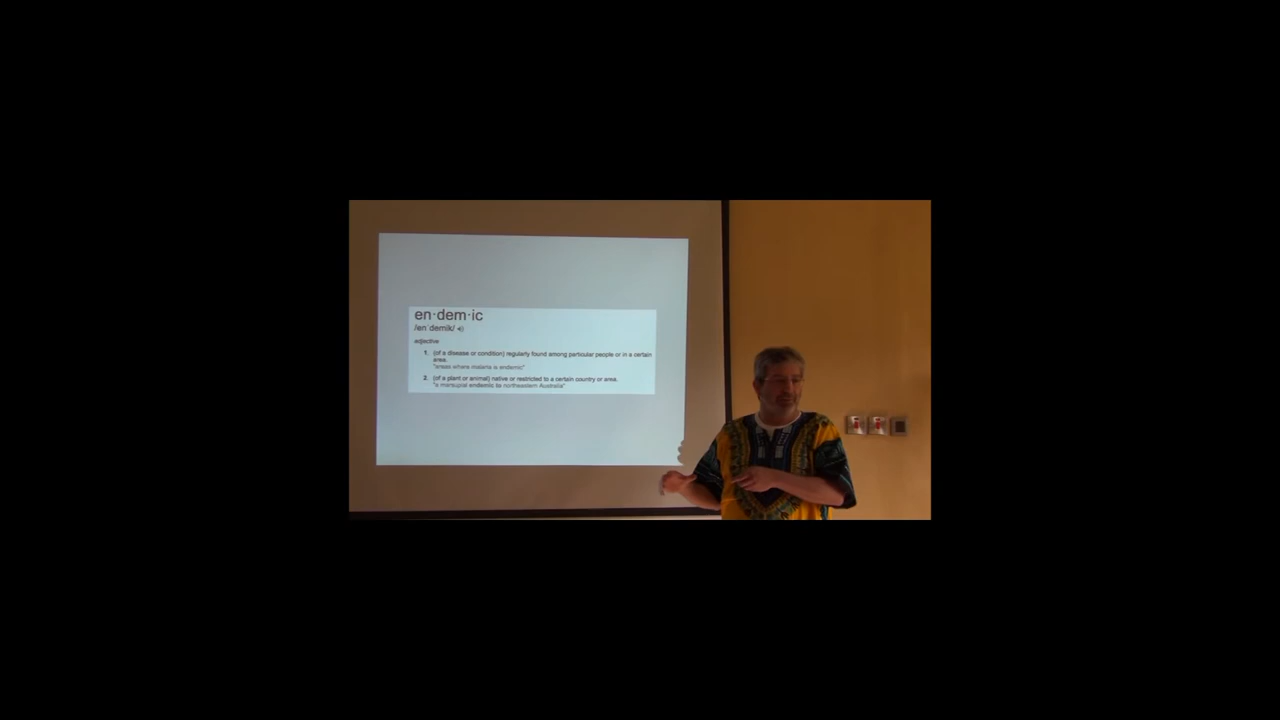 en·dem·ic
/enˈdemik/
adjective
1. (of a disease or condition) regularly found among particular people or in a certain
area.
"areas where malaria is endemic"
2. (of a plant or animal) native or restricted to a certain country or area.
"a marsupial endemic to northeastern Australia"